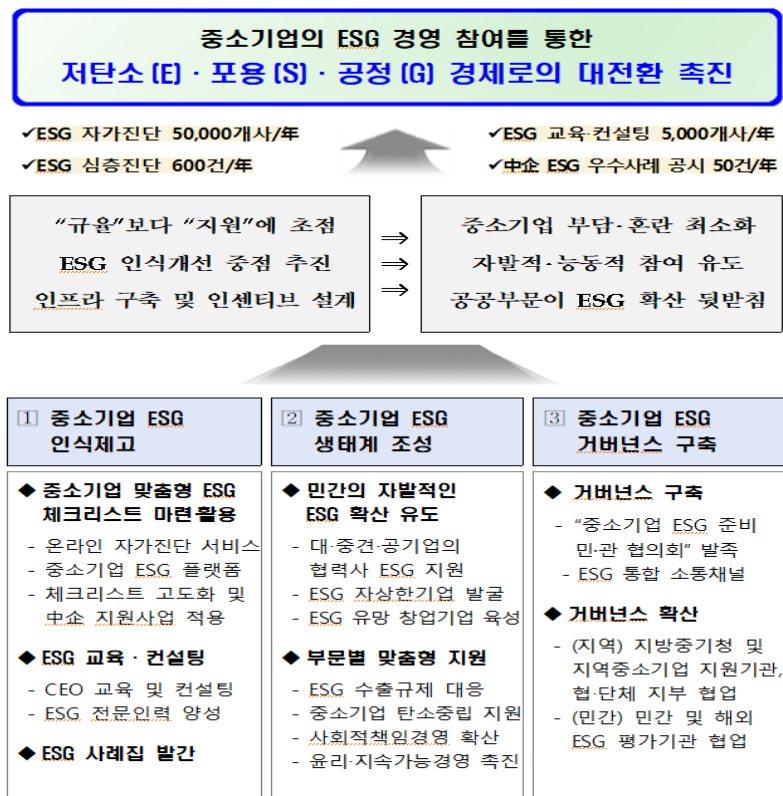 중소기업의 ESG 경영 참여를 통한
저탄소(E) · 포용(S) · 공정(G) 경제로의 대전환 촉진
✓ESG 자가진단 50,000개사/年
✓ESG 심층진단 600건/年
✓ESG 교육·컨설팅 5,000개사/年
✓中企 ESG 우수사례 공시 50건/年
“규율”보다 “지원”에 초점
ESG 인식개선 중점 추진
인프라 구축 및 인센티브 설계
⇒
⇒
⇒
중소기업 부담·혼란 최소화
자발적·능동적 참여 유도
공공부문이 ESG 확산 뒷받침
1 중소기업 ESG
인식제고
◆ 중소기업 맞춤형 ESG
체크리스트 마련·활용
- 온라인 자가진단 서비스
- 중소기업 ESG 플랫폼
- 체크리스트 고도화 및
中企 지원사업 적용
◆ ESG 교육 · 컨설팅
- CEO 교육 및 컨설팅
- ESG 전문인력 양성
◆ ESG 사례집 발간
2 중소기업 ESG
생태계 조성
◆ 민간의 자발적인
ESG 확산 유도
- 대·중견·공기업의
협력사 ESG 지원
- ESG 자상한기업 발굴
- ESG 유망 창업기업 육성
◆ 부문별 맞춤형 지원
- ESG 수출규제 대응
- 중소기업 탄소중립 지원
- 사회적책임경영 확산
- 윤리·지속가능경영 촉진
3 중소기업 ESG
거버넌스 구축
◆ 거버넌스 구축
- “중소기업 ESG 준비
민·관 협의회” 발족
- ESG 통합 소통채널
◆ 거버넌스 확산
- (지역) 지방중기청 및
지역중소기업 지원기관,
협·단체 지부 협업
- (민간) 민간 및 해외
ESG 평가기관 협업